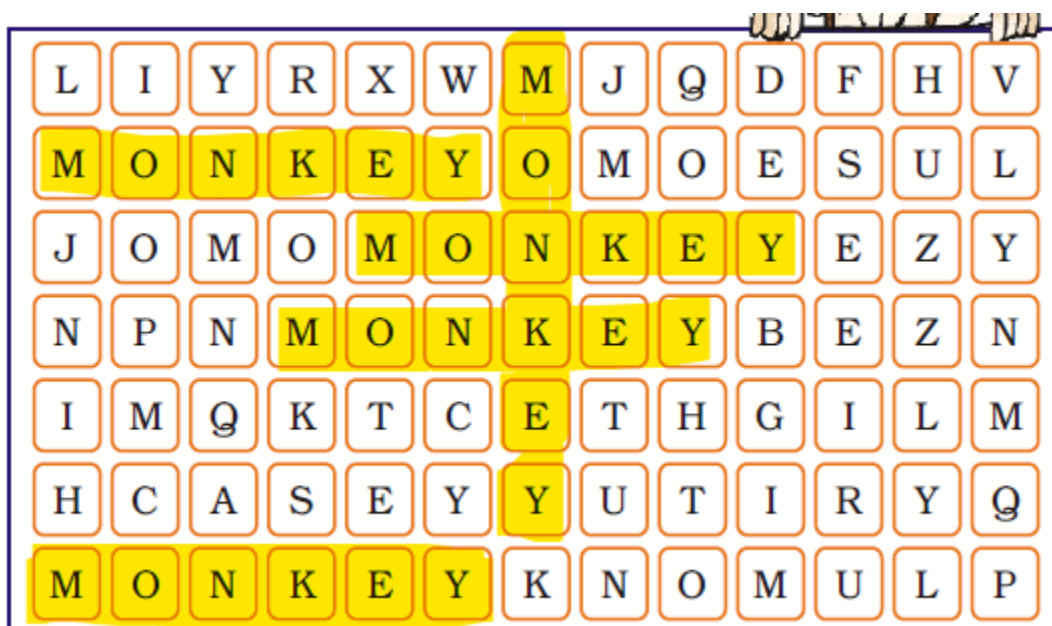 L I Y R X W M J Q D F H V
M O N K E Y O M O E S U L
J O M O M O N K E Y E Z Y
N P N M O N K E Y B E Z N
I M Q K T C E T H G I L M
H C A S E Y Y U T I R Y Q
M O N K E Y K N O M U L P